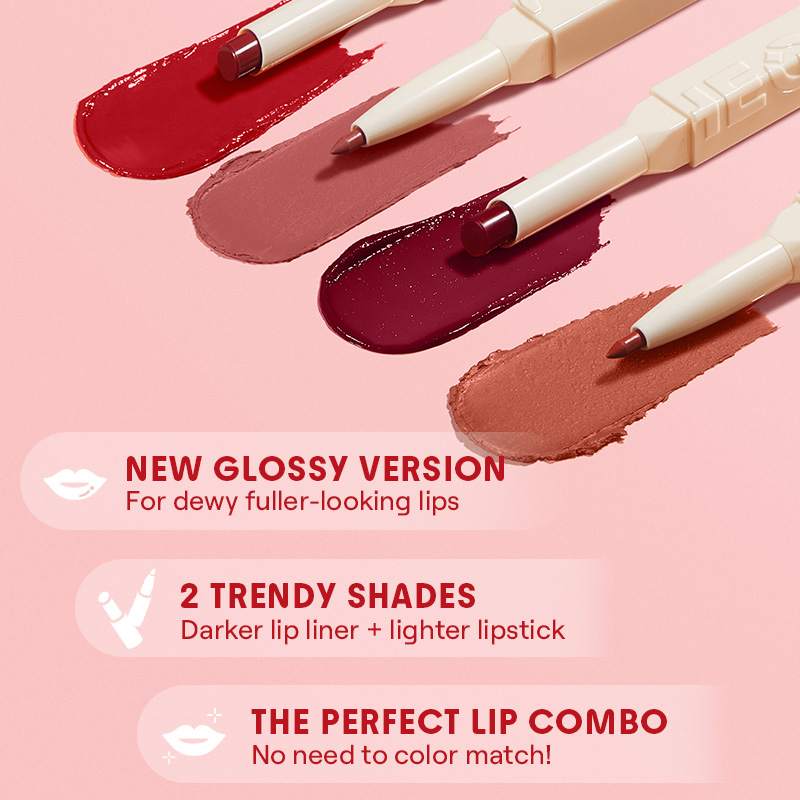 NEW GLOSSY VERSION
For dewy fuller-looking lips
2 TRENDY SHADES
Darker lip liner + lighter lipstick
THE PERFECT LIP COMBO
No need to color match!